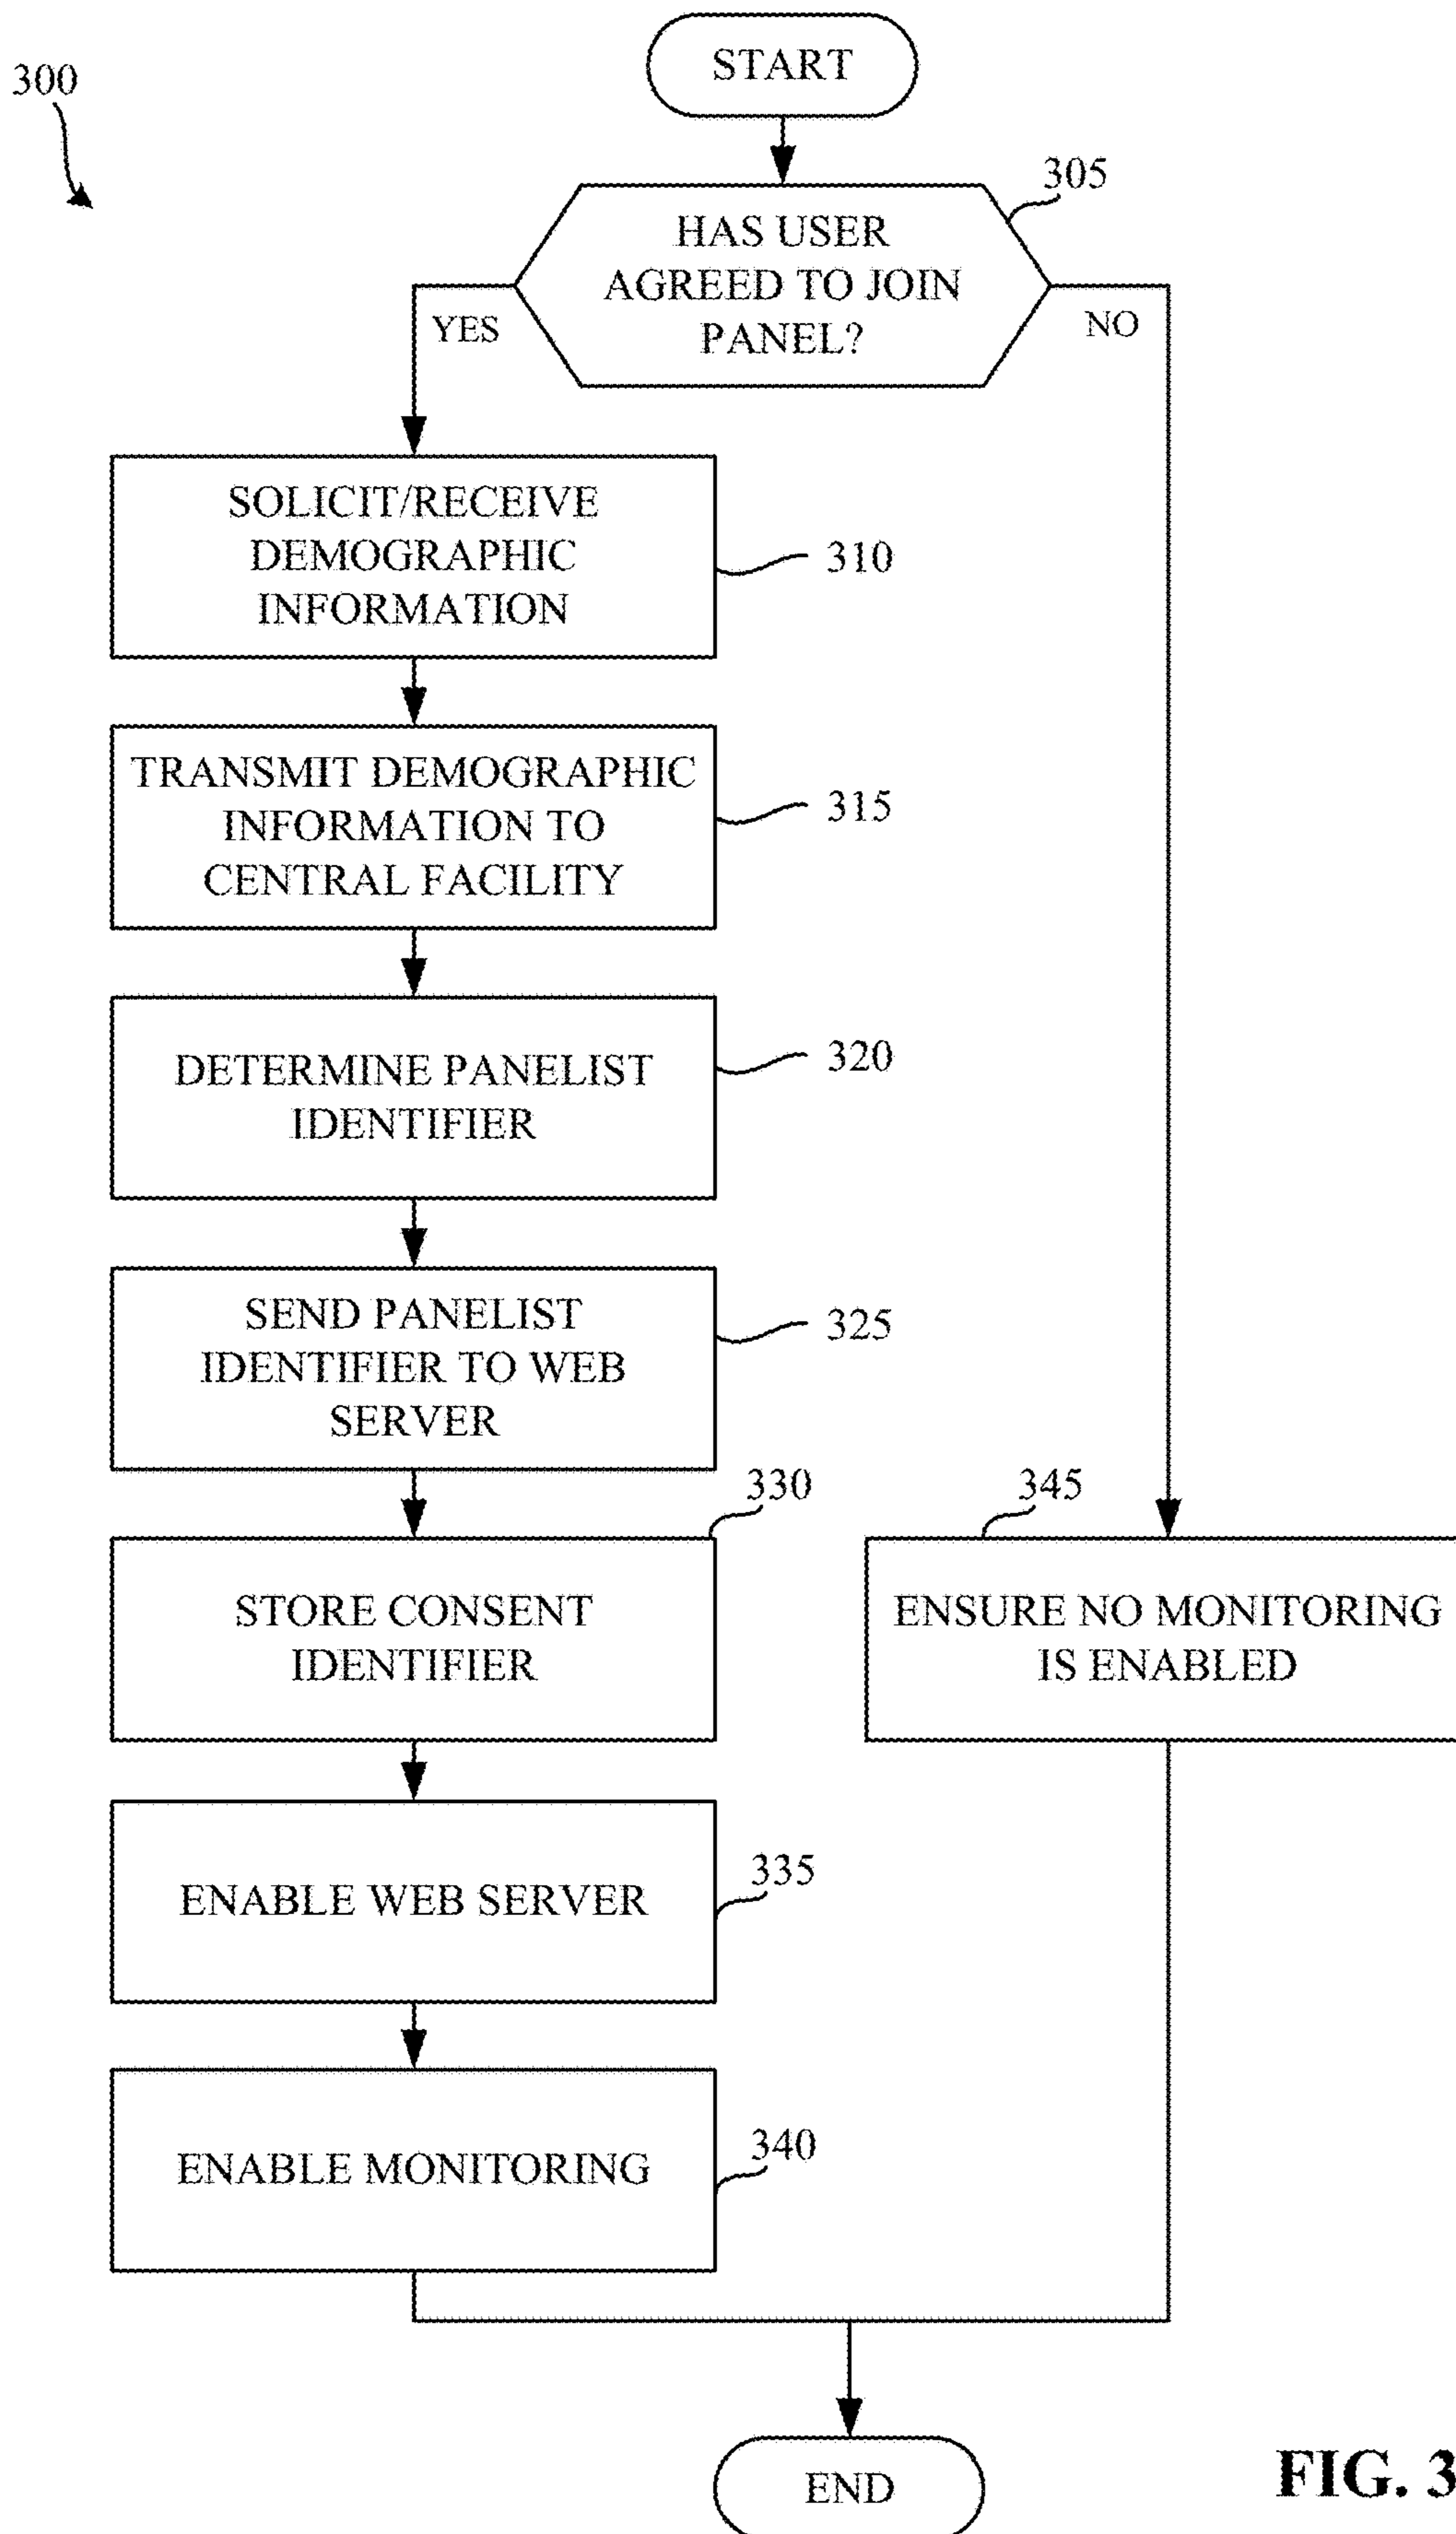 START
300
305
HAS USER
AGREED TO JOIN
PANEL?
YES
NO
SOLICIT/RECEIVE
DEMOGRAPHIC
INFORMATION
310
TRANSMIT DEMOGRAPHIC
INFORMATION TO
CENTRAL FACILITY
315
DETERMINE PANELIST
IDENTIFIER
320
SEND PANELIST
IDENTIFIER TO WEB
SERVER
325
330
STORE CONSENT
IDENTIFIER
345
ENSURE NO MONITORING
IS ENABLED
335
ENABLE WEB SERVER
340
ENABLE MONITORING
END
FIG. 3